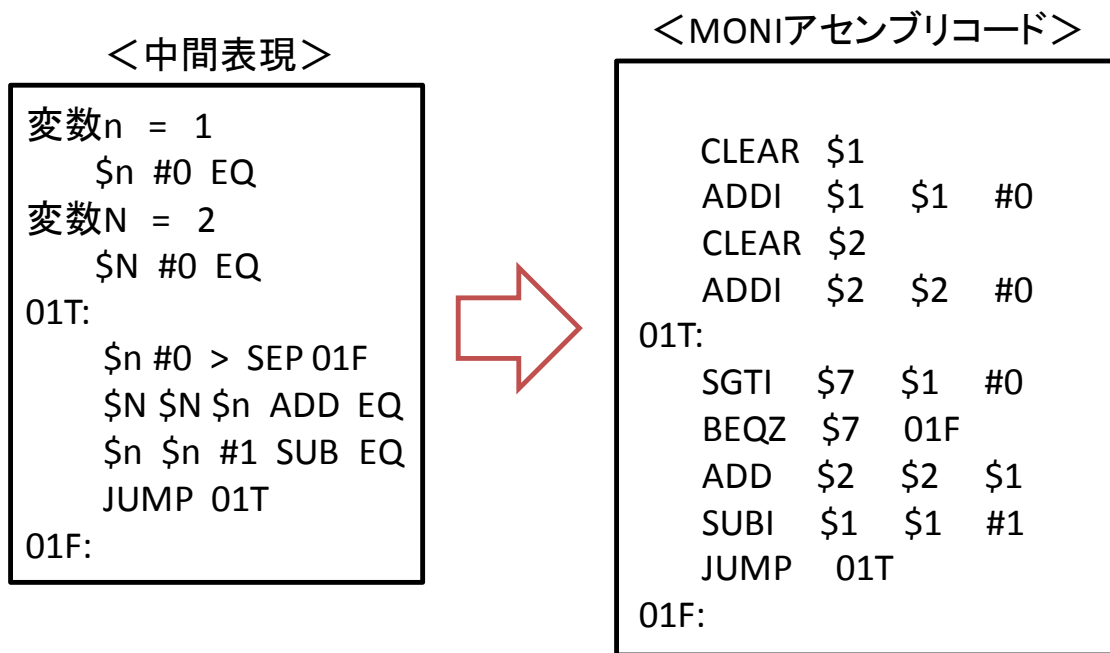 ＜中間表現＞
変数n = 1
$n #0 EQ
変数N = 2
$N #0 EQ
01T:
$n #0 > SEP 01F
$N $N $n ADD EQ
$n $n #1 SUB EQ
JUMP 01T
01F:
＜MONIアセンブリコード＞
CLEAR $1
ADDI $1 $1 #0
CLEAR $2
ADDI $2 $2 #0
01T:
SGTI $7 $1 #0
BEQZ $7 01F
ADD $2 $2 $1
SUBI $1 $1 #1
JUMP 01T
01F: